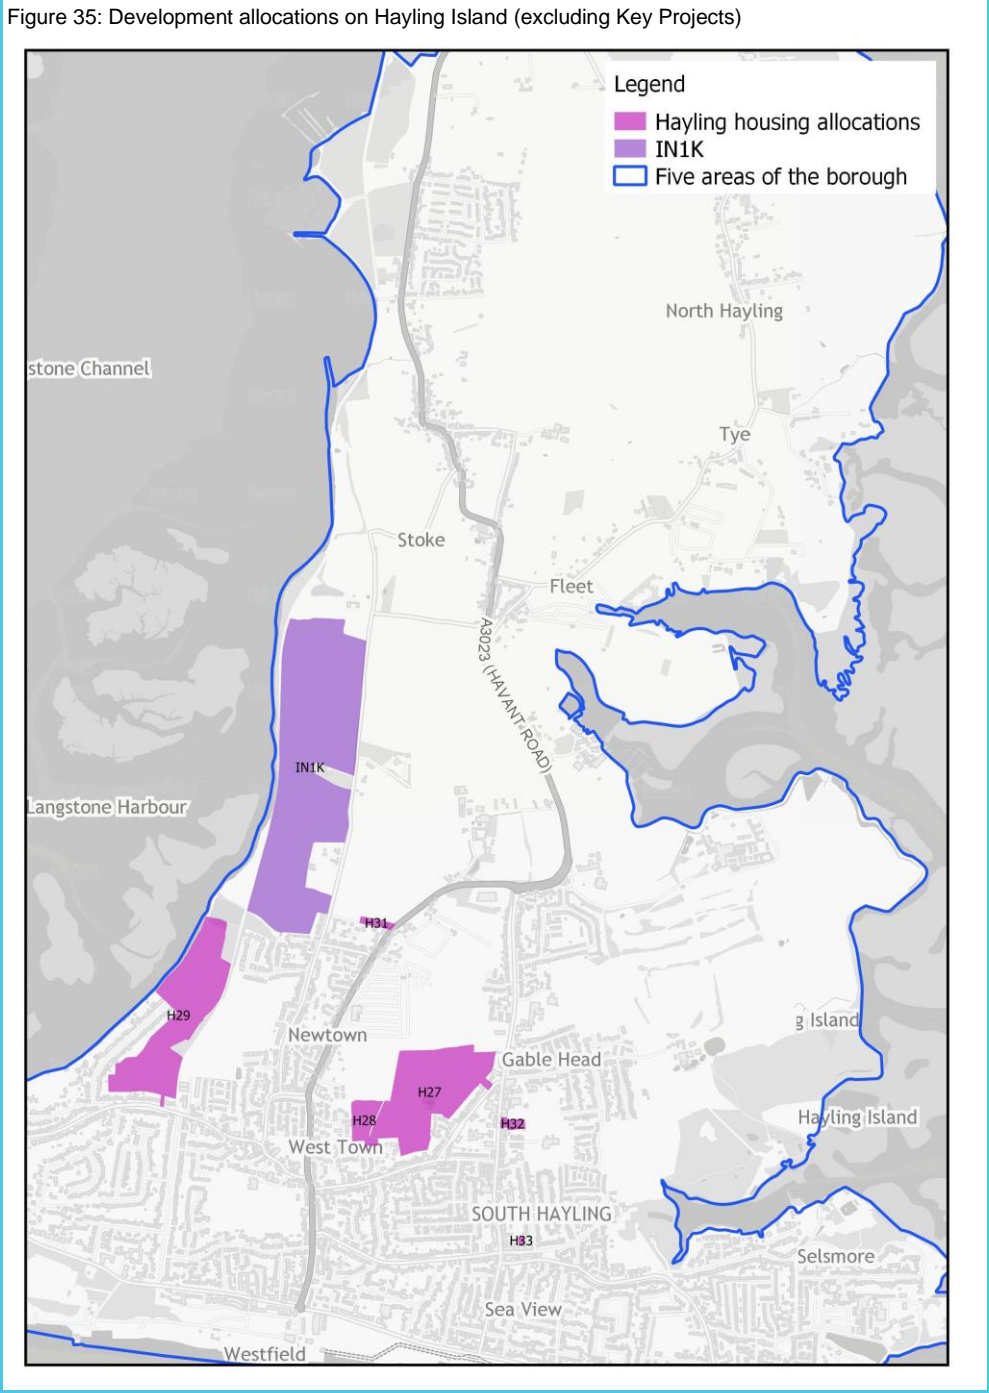 Figure 35: Development allocations on Hayling Island (excluding Key Projects)
Legend
Hayling housing allocations
IN1K
Five areas of the borough
North Hayling
stone Channel
Tye
Stoke
Fleet
A3023 (HAVANT ROAD)
IN1K
Langstone Harbour
H31
H29
g Island
Newtown
Gable Head
H27
H28
H32
Hayling Island
West Town
SOUTH HAYLING
H33
Selsmore
Sea View
Westfield